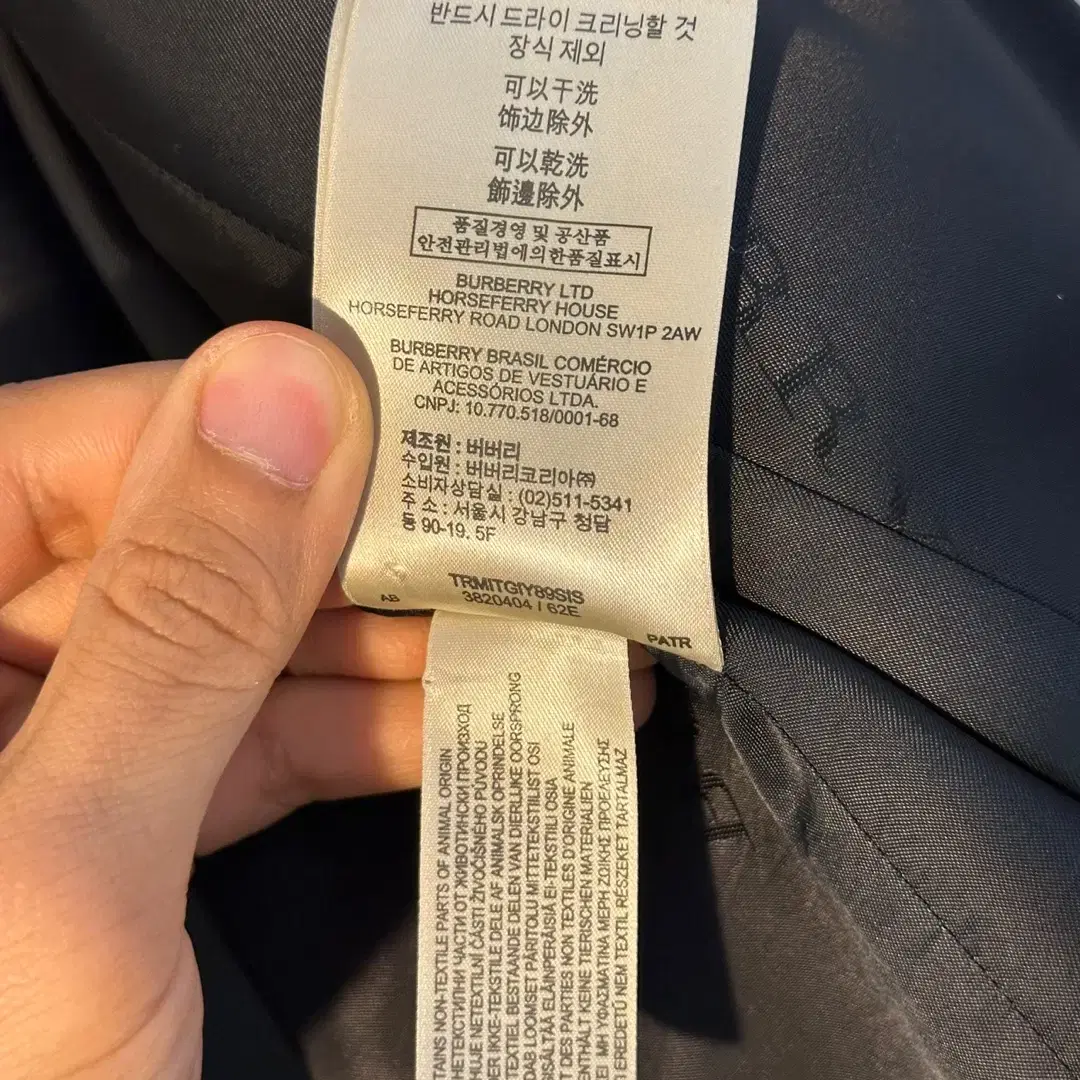 반드시 드라이 크리닝할 것
장식 제외
可以干洗
饰边除外
可以乾洗
飾邊除外
품질경영 및 공산품
안전관리법에의한품질표시
BURBERRY LTD
HORSEFERRY HOUSE
HORSEFERRY ROAD LONDON SW1P 2AW
BURBERRY BRASIL COMÉRCIO
DE ARTIGOS DE VESTUÁRIO E
ACESSÓRIOS LTDA.
CNPJ: 10.770.518/0001-68
제조원 : 버버리
수입원 : 버버리코리아㈜
소비자상담실 : (02)511-5341
주 소 : 서울시 강남구 청담
동 90-19. 5F
TRMITGIY89SIS
AB
3820404 / 62E
PATR
TAINS NON-TEXTILE PARTS OF ANIMAL ORIGIN
НЕТЕКСТИЛНИ ЧАСТИ ОТ ЖИВОТИНСКИ ПРОИЗХОД
HUJE NETEXTILNÍ ČÁSTI ŽIVOČIŠNÉHO PŮVODU
DER IKKE-TEKSTILE DELE AF ANIMALSK OPRINDELSE
TEXTIEL BESTAANDE DELEN VAN DIERLIJKE OORSPRONG
DAB LOOMSET PÄRITOLU MITTETEKSTIILIST OSI
SISÄLTÄÄ ELÄINPERÄISIÄ EI-TEKSTIILI OSIA
T DES PARTIES NON TEXTILES D'ORIGINE ANIMALE
ENTHÄLT KEINE TIERISCHEN MATERIALIEN
ΕΙ ΜΗ ΥΦΑΣΜΑΤΙΝΑ ΜΕΡΗ ΖΩΙΚΗΣ ΠΡΟΕΛΕΥΣΗΣ
EREDETŰ NEM TEXTIL RÉSZEKET TARTALMAZ